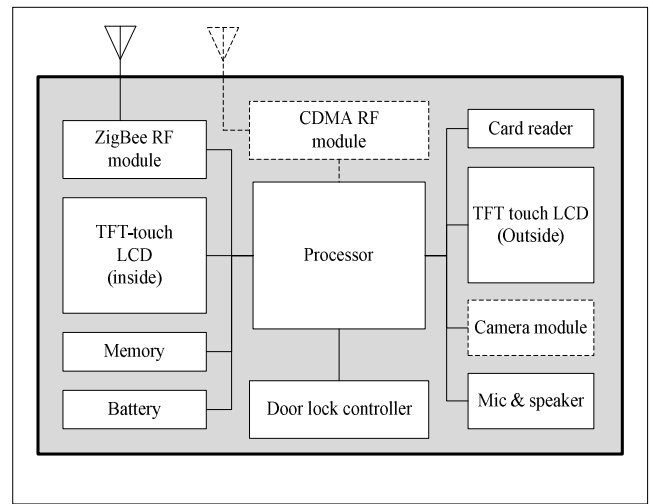 ZigBee RF
module
TFT-touch
LCD
(inside)
Memory
Battery
CDMA RF
module
Processor
Door lock controller
Card reader
TFT touch LCD
(Outside)
Camera module
Mic & speaker